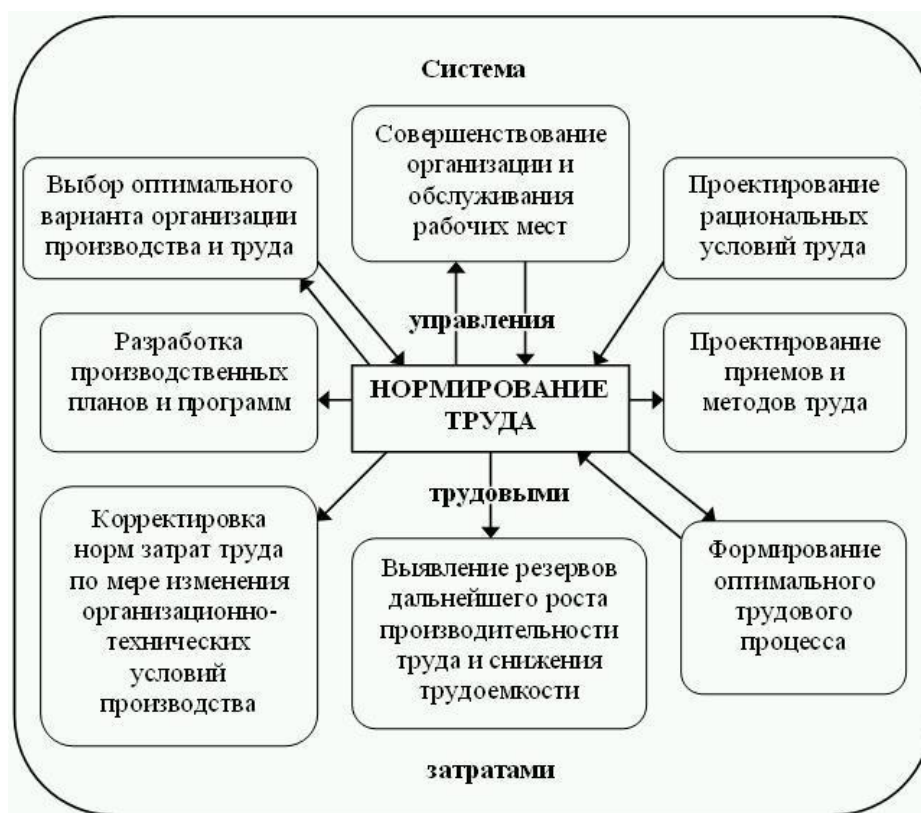 Система
Совершенствование
организации и
обслуживания
рабочих мест
Выбор оптимального
варианта организации
производства и труда
Проектирование
рациональных
условий труда
управления
Разработка
производственных
планов и программ
НОРМИРОВАНИЕ
ТРУДА
Проектирование
приемов и
методов труда
трудовыми
Корректировка
норм затрат труда
по мере изменения
организационно-
технических
условий
производства
Выявление резервов
дальнейшего роста
производительности
труда и снижения
трудоемкости
Формирование
оптимального
трудового
процесса
затратами